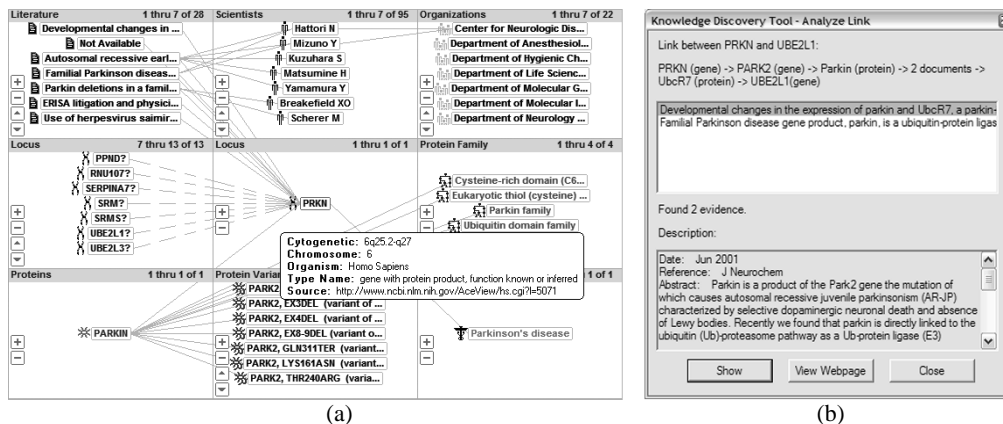 Literature 1 thru 7 of 28
Developmental changes in ...
Not Available
Autosomal recessive earl...
Familial Parkinson diseas...
Parkin deletions in a famil...
ERISA litigation and physici...
Use of herpesvirus saimir...
Scientists 1 thru 7 of 95
Hattori N
Mizuno Y
Kuzuhara S
Matsumine H
Yamamura Y
Breakefield XO
Scherer M
Organizations 1 thru 7 of 22
Center for Neurologic Dis...
Department of Anesthesiol...
Department of Hygienic Ch...
Department of Life Scienc...
Department of Molecular G...
Department of Molecular I...
Department of Neurology ...
Locus 7 thru 13 of 13
PPND?
RNU107?
SERPINA7?
SRM?
SRMS?
UBE2L1?
UBE2L3?
Locus 1 thru 1 of 1
PRKN
Protein Family 1 thru 4 of 4
Cysteine-rich domain (C6...
Eukaryotic thiol (cysteine) ...
Parkin family
Ubiquitin domain family
Cytogenetic: 6q25.2-q27
Chromosome: 6
Organism: Homo Sapiens
Type Name: gene with protein product, function known or inferred
Source: http://www.ncbi.nlm.nih.gov/AceView/hs.cgi?l=5071
Proteins 1 thru 1 of 1
PARKIN
Protein Varia
PARK2,
PARK2, EX3DEL (variant of ...
PARK2, EX4DEL (variant of ...
PARK2, EX8-9DEL (variant o...
PARK2, GLN311TER (variant...
PARK2, LYS161ASN (variant...
PARK2, THR240ARG (varia...
1 of 1
Parkinson's disease
(a)
Knowledge Discovery Tool - Analyze Link
Link between PRKN and UBE2L1:
PRKN (gene) -> PARK2 (gene) -> Parkin (protein) -> 2 documents ->
UbcR7 (protein) -> UBE2L1(gene)
Developmental changes in the expression of parkin and UbcR7, a parkin-
Familial Parkinson disease gene product, parkin, is a ubiquitin-protein ligas
Found 2 evidence.
Description:
Date: Jun 2001
Reference: J Neurochem
Abstract: Parkin is a product of the Park2 gene the mutation of
which causes autosomal recessive juvenile parkinsonism (AR-JP)
characterized by selective dopaminergic neuronal death and absence
of Lewy bodies. Recently we found that parkin is directly linked to the
ubiquitin (Ub)-proteasome pathway as a Ub-protein ligase (E3)
Show View Webpage Close
(b)